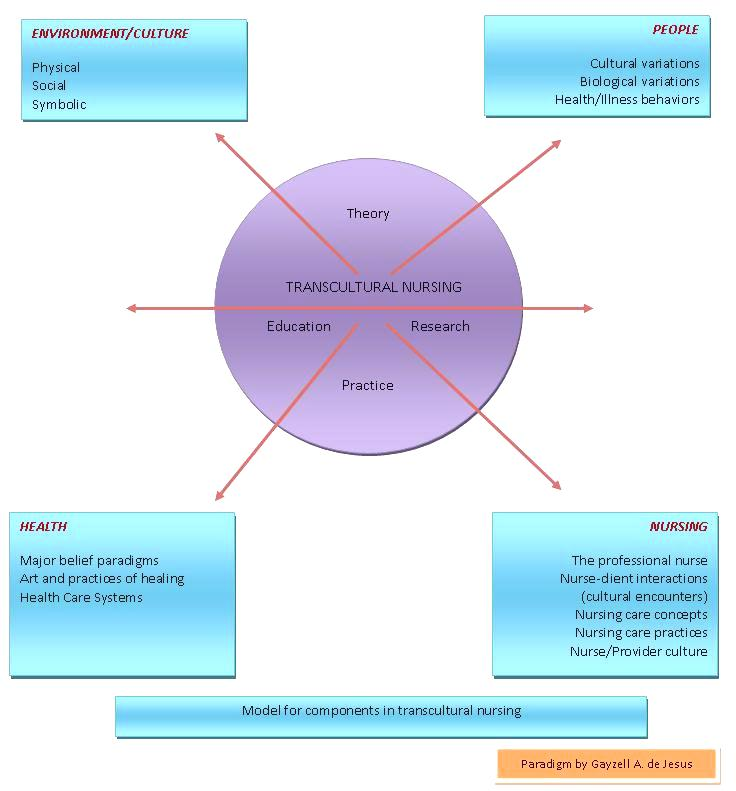 ENVIRONMENT/CULTURE
Physical
Social
Symbolic
PEOPLE
Cultural variations
Biological variations
Health/Illness behaviors
Theory
TRANSCULTURAL NURSING
Education
Research
Practice
HEALTH
Major belief paradigms
Art and practices of healing
Health Care Systems
NURSING
The professional nurse
Nurse-dient interactions
(cultural encounters)
Nursing care concepts
Nursing care practices
Nurse/Provider culture
Model for components in transcultural nursing
Paradigm by Gayzell A. de Jesus